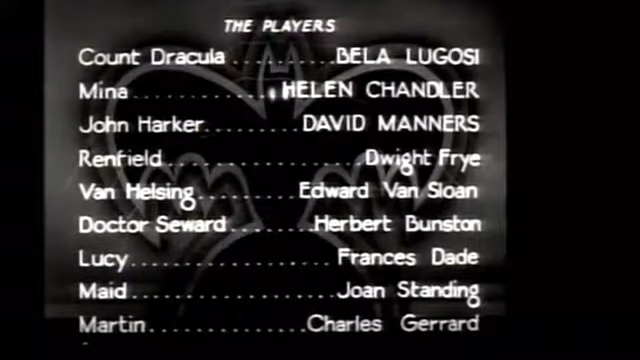 THE PLAYERS
Count Dracula ..........BELA LUGOSI
Mina..............HELEN CHANDLER
John Harker..........DAVID MANNERS
Renfield....................Dwight Frye
Van Helsing..........Edward Van Sloan
Doctor Seward........Herbert Bunston
Lucy....................Frances Dade
Maid....................Joan Standing
Martin...............Charles Gerrard